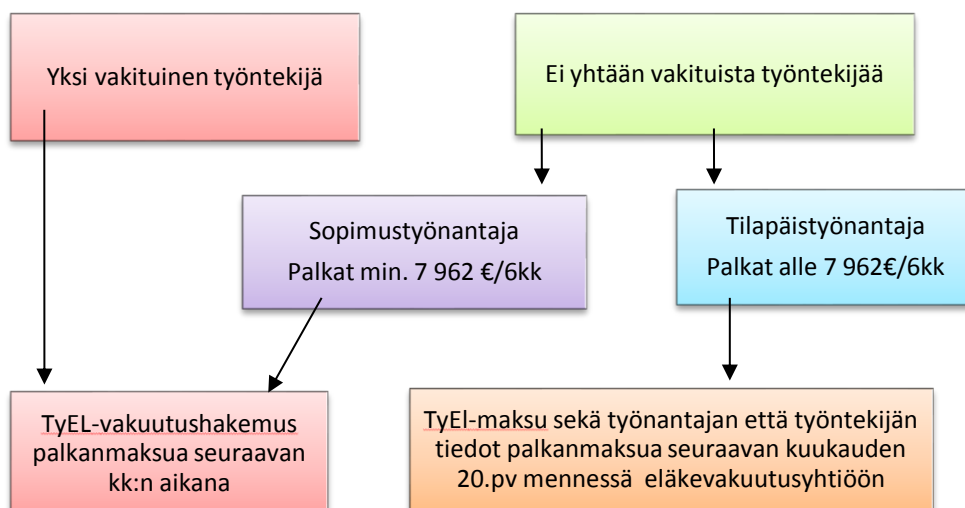 Yksi vakituinen työntekijä
Ei yhtään vakituista työntekijää
Sopimustyönantaja
Palkat min. 7 962 €/6kk
Tilapäistyönantaja
Palkat alle 7 962€/6kk
TyEL-vakuutushakemus
palkanmaksua seuraavan
kk:n aikana
TyEl-maksu sekä työnantajan että työntekijän
tiedot palkanmaksua seuraavan kuukauden
20.pv mennessä eläkevakuutusyhtiöön